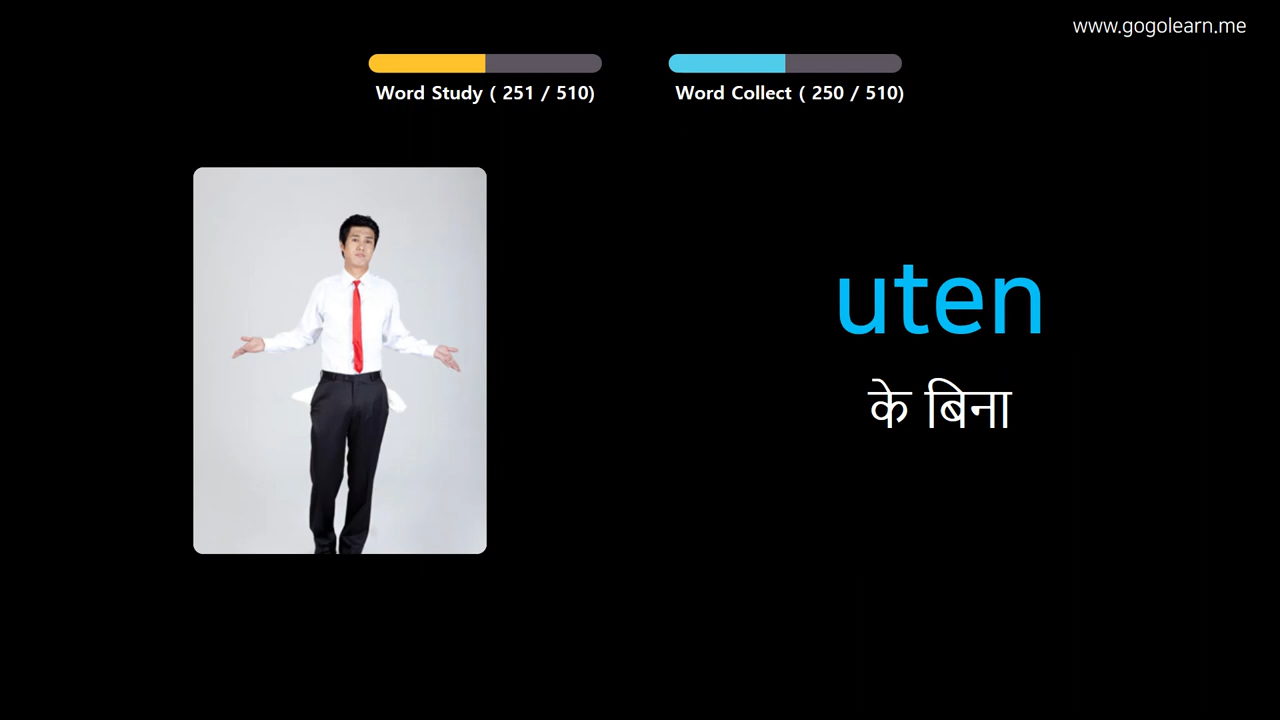 www.gogolearn.me
Word Study ( 251 / 510)
Word Collect ( 250 / 510)
uten
के बिना